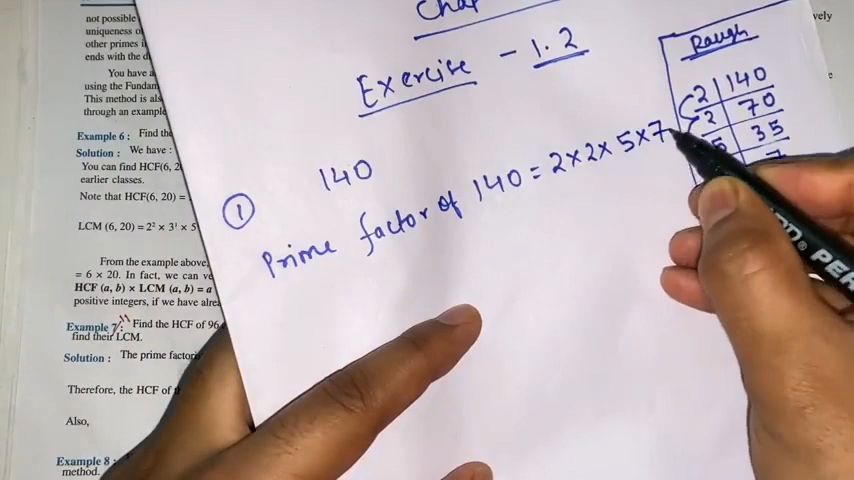 not possible
uniqueness
other primes
ends with the
You have
using the Fundam
This method is als
through an example
Example 6 : Find the
Solution : We have :
You can find HCF(6, 2
earlier classes.
Note that HCF(6, 20) =
LCM (6, 20) = 2² × 3¹ × 5
From the example above,
= 6 × 20. In fact, we can ve
HCF (a, b) × LCM (a, b) = a
positive integers, if we have alre
Example 7 : Find the HCF of 96
find their LCM.
Solution : The prime factoriz
Therefore, the HCF of
Also,
Example 8 :
method.
Chap
Exercise - 1.2
① 140
Prime factor of 140 = 2×2×5×7
Rough
2 | 140
2 | 70
5 | 35
7
vely